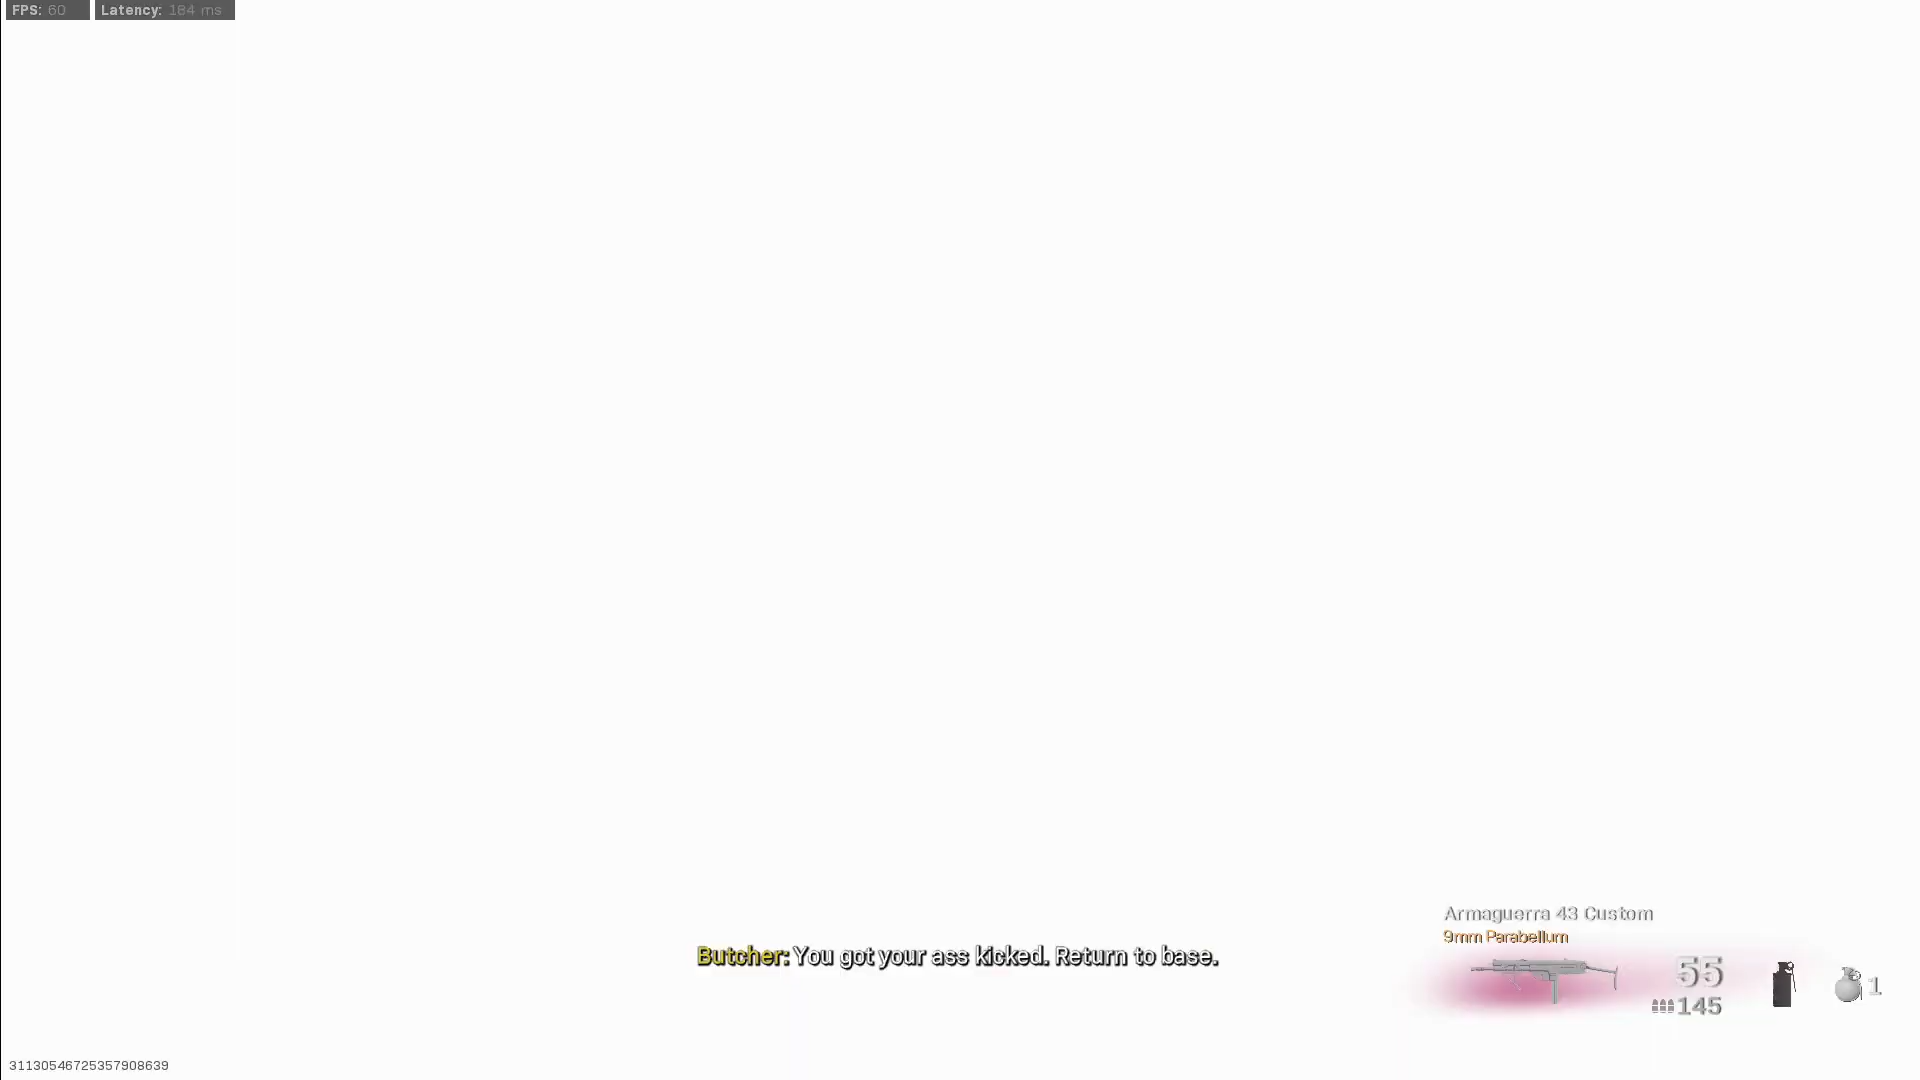 FPS: 60 Latency: 184 ms
Armaguerra 43 Custom
9mm Parabellum
Butcher: You got your ass kicked. Return to base.
55
145
1
31130546725357908639